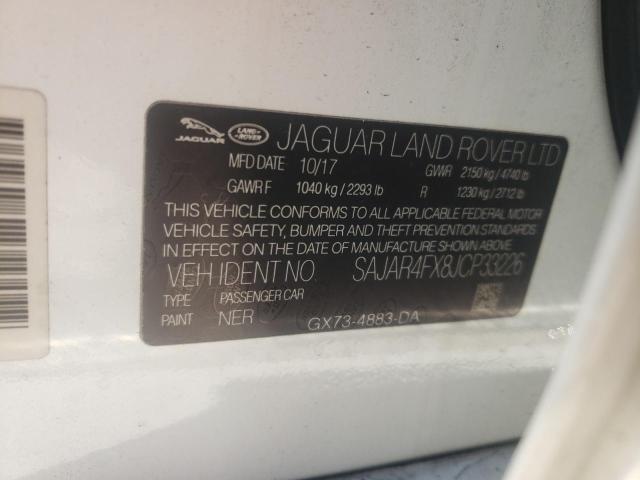 JAGUAR LAND-ROVER JAGUAR LAND ROVER LTD
MFD DATE 10/17 GVWR 2150 kg / 4740 lb
GAWR F 1040 kg / 2293 lb R 1230 kg / 2712 lb
THIS VEHICLE CONFORMS TO ALL APPLICABLE FEDERAL MOTOR
VEHICLE SAFETY, BUMPER AND THEFT PREVENTION STANDARDS
IN EFFECT ON THE DATE OF MANUFACTURE SHOWN ABOVE.
VEH IDENT NO. SAJAR4FX8JCP33226
TYPE PASSENGER CAR
PAINT NER GX73-4883-DA